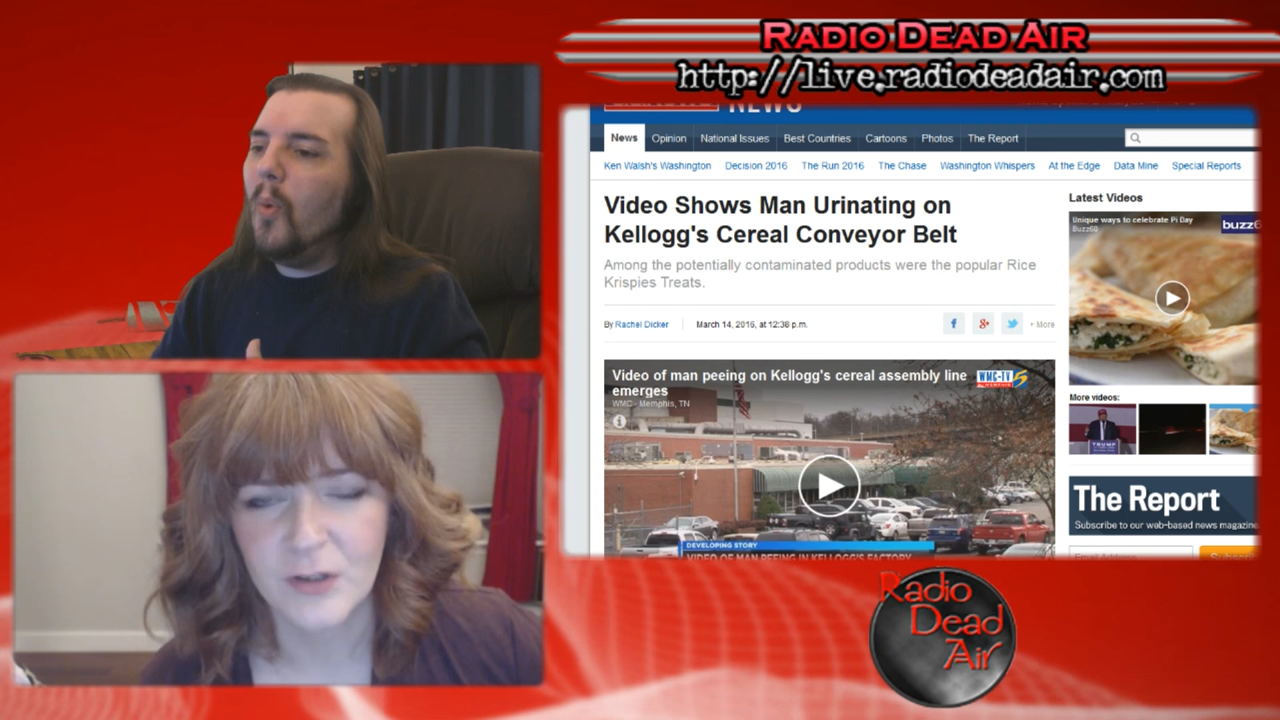 RADIO DEAD AIR
http://live.radiodeadair.com
NEWS
News Opinion National Issues Best Countries Cartoons Photos The Report
Ken Walsh's Washington Decision 2016 The Run 2016 The Chase Washington Whispers At the Edge Data Mine Special Reports
Video Shows Man Urinating on
Kellogg's Cereal Conveyor Belt
Among the potentially contaminated products were the popular Rice
Krispies Treats.
By Rachel Dicker March 14, 2016, at 12:38 p.m.
f g+ + More
Video of man peeing on Kellogg's cereal assembly line
emerges
WMC - Memphis, TN
WMC-TV 5
MEMPHIS
DEVELOPING STORY
VIDEO OF MAN PEEING IN KELLOGG'S FACTORY
Latest Videos
Unique ways to celebrate Pi Day
Buzz60
buzz6
More videos:
TRUMP
The Report
Subscribe to our web-based news magazine
Email Address
Radio
Dead
Air